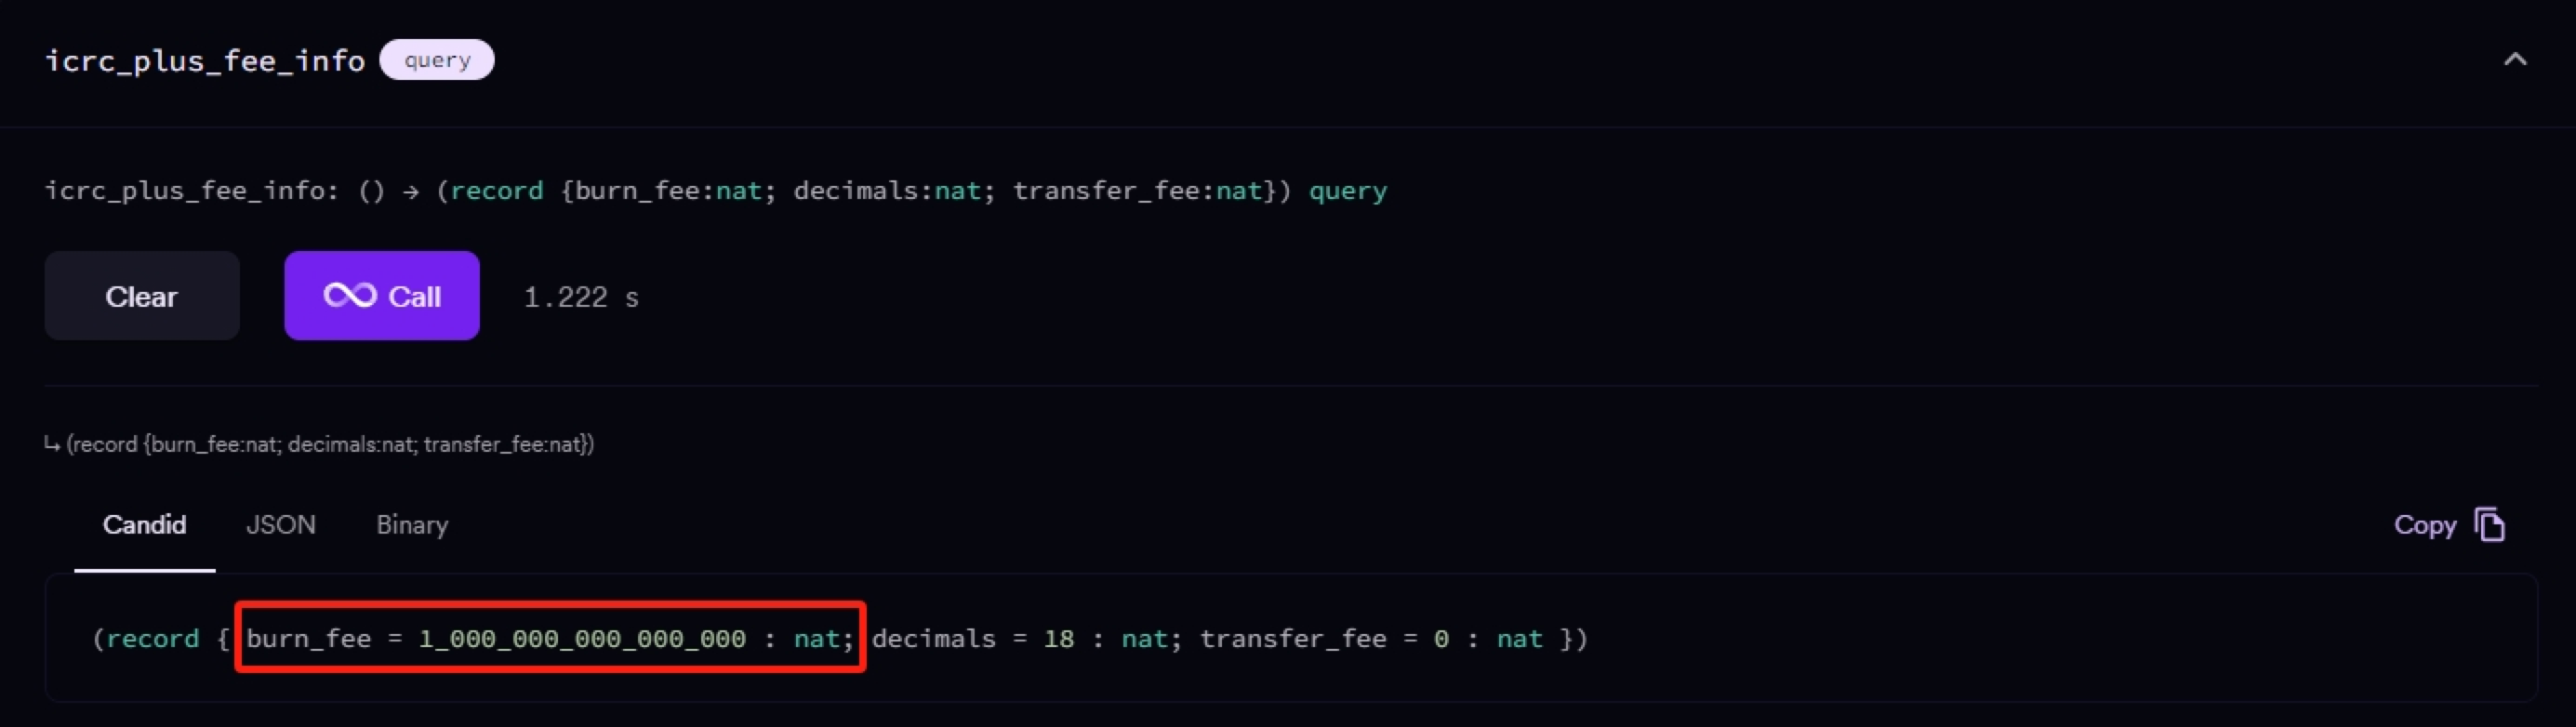 icrc_plus_fee_info query
icrc_plus_fee_info: () → (record {burn_fee:nat; decimals:nat; transfer_fee:nat}) query
Clear Call 1.222 s
↳ (record {burn_fee:nat; decimals:nat; transfer_fee:nat})
Candid JSON Binary Copy
(record { burn_fee = 1_000_000_000_000_000 : nat; decimals = 18 : nat; transfer_fee = 0 : nat })